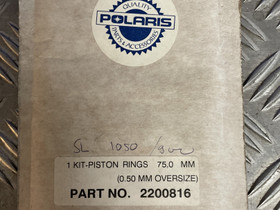 QUALITY
POLARIS
PARTS & ACCESSORIES
SL 1050 / 900
1 KIT-PISTON RINGS 75.0 MM
(0.50 MM OVERSIZE)
PART NO. 2200816